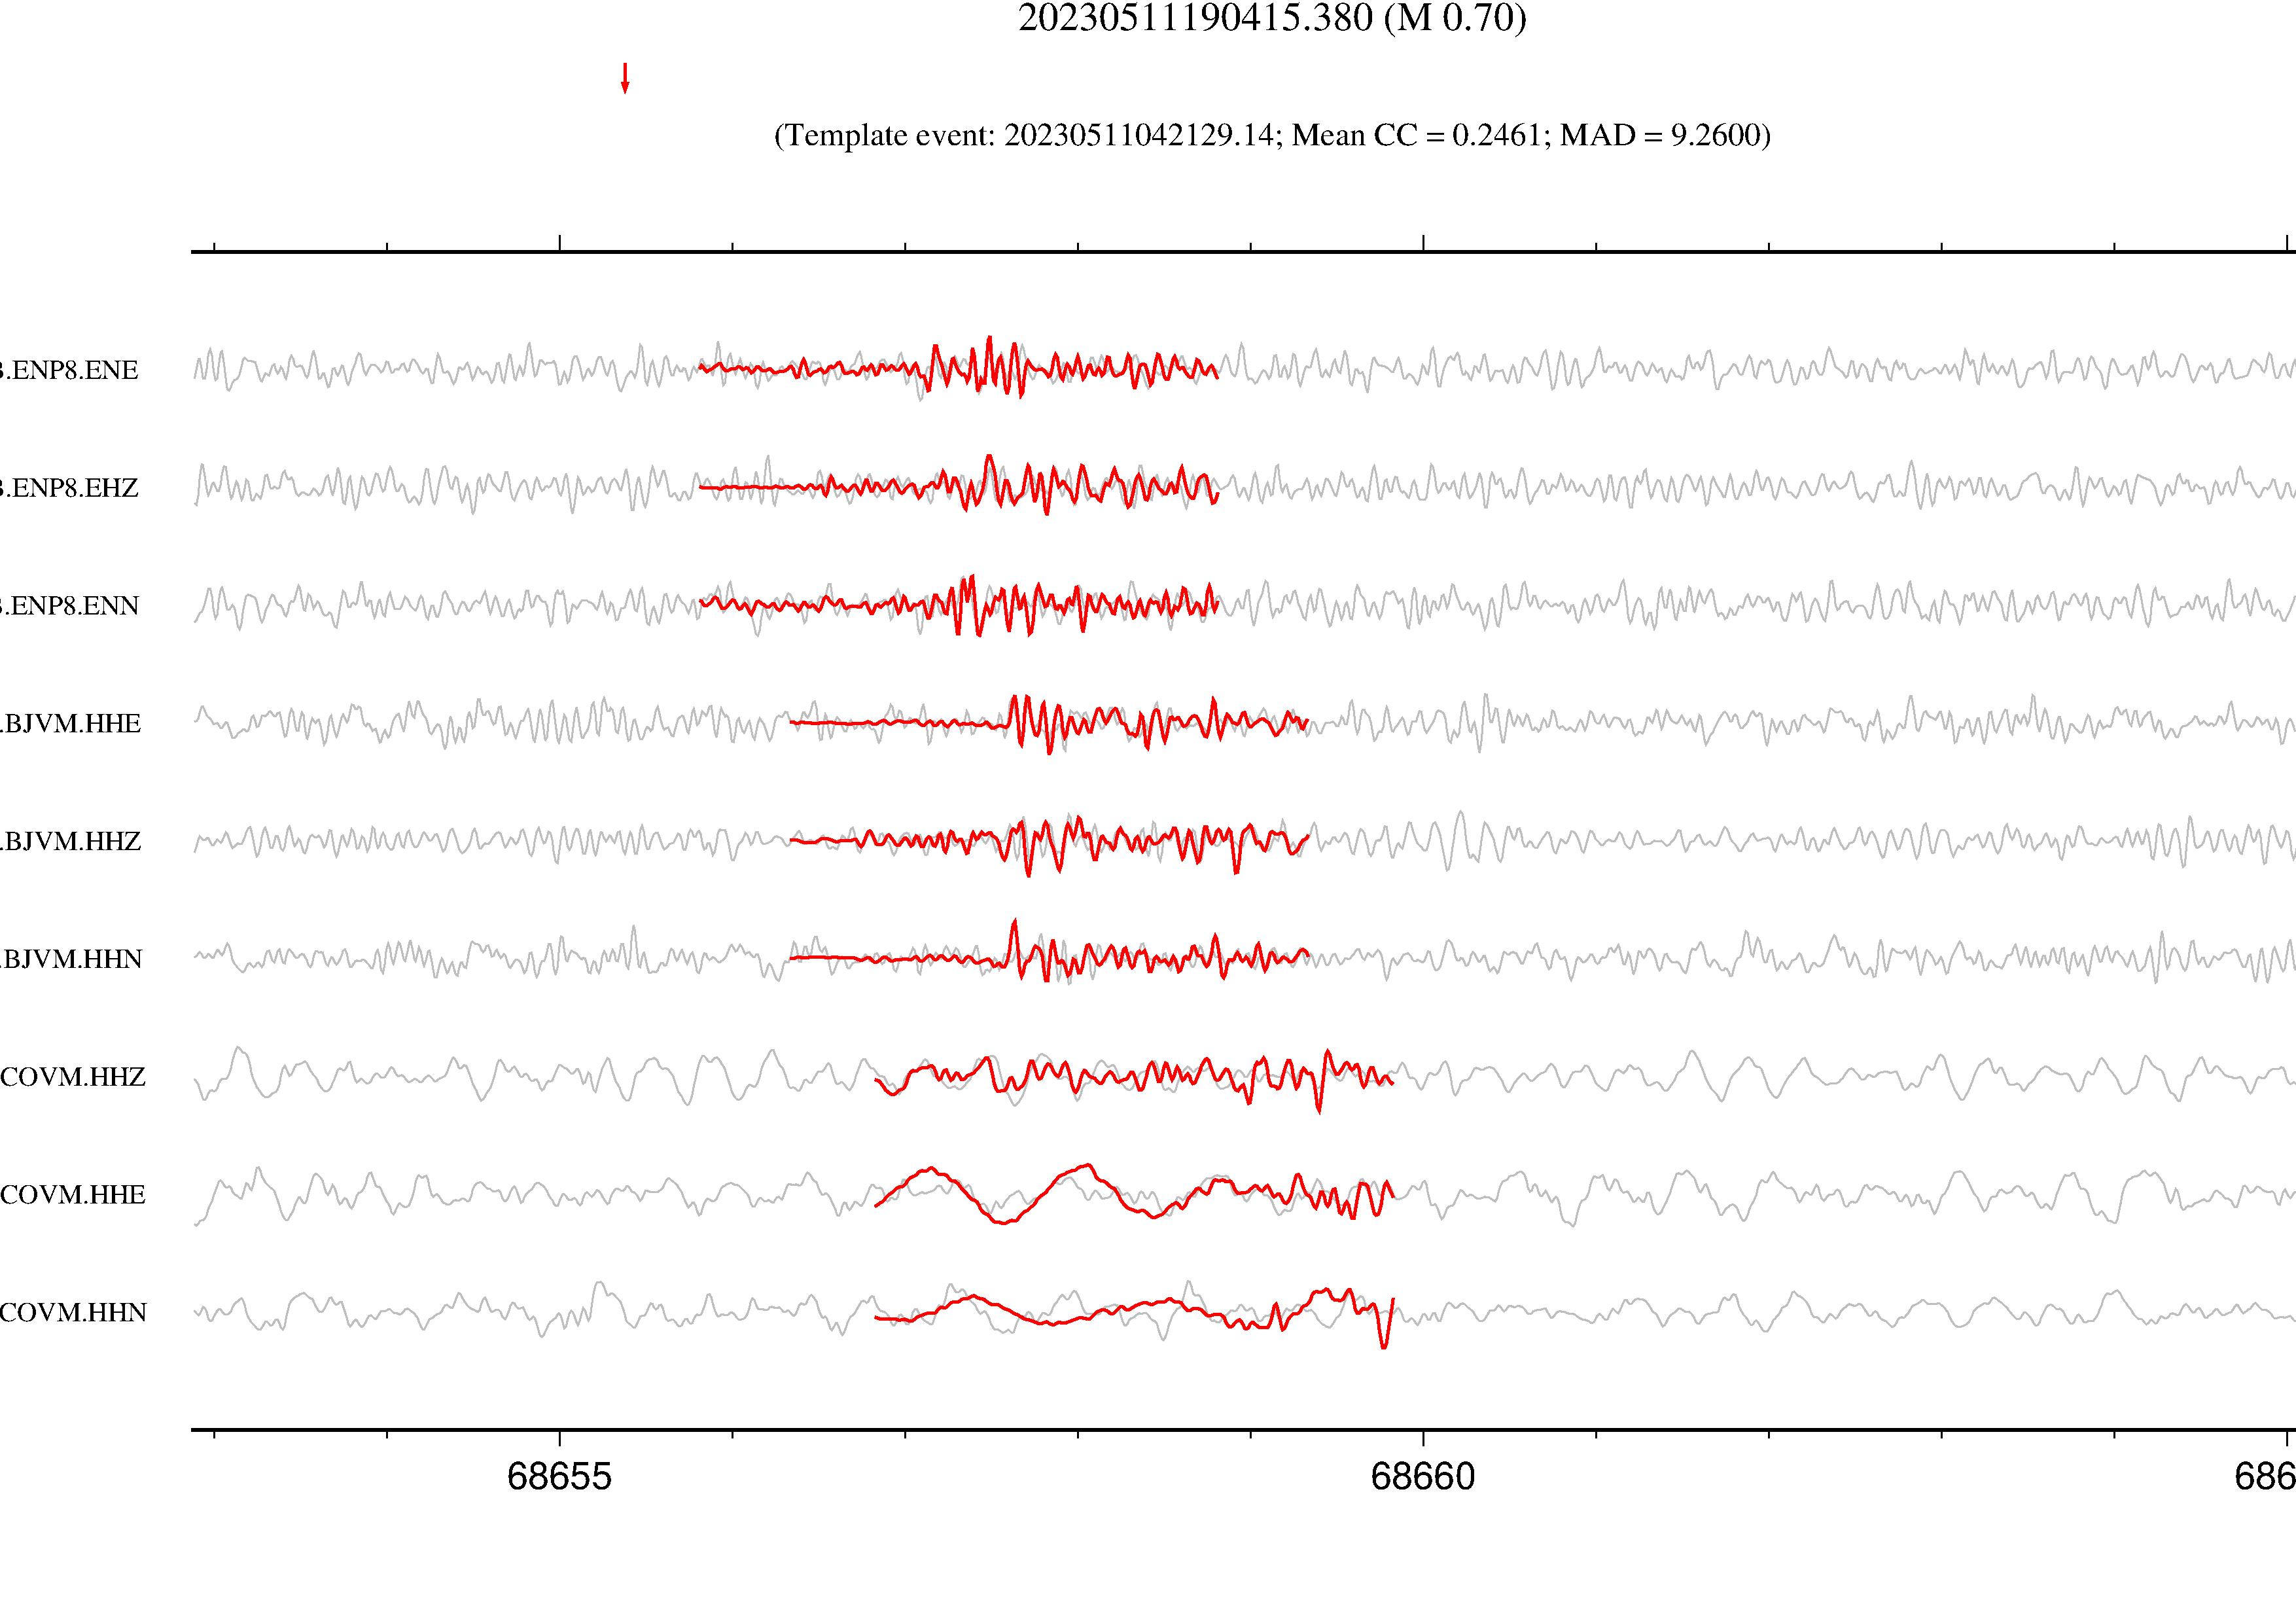 20230511190415.380 (M 0.70)
(Template event: 20230511042129.14; Mean CC = 0.2461; MAD = 9.2600)
.ENP8.ENE
.ENP8.EHZ
.ENP8.ENN
.BJVM.HHE
.BJVM.HHZ
.BJVM.HHN
COVM.HHZ
COVM.HHE
COVM.HHN
68655 68660 686